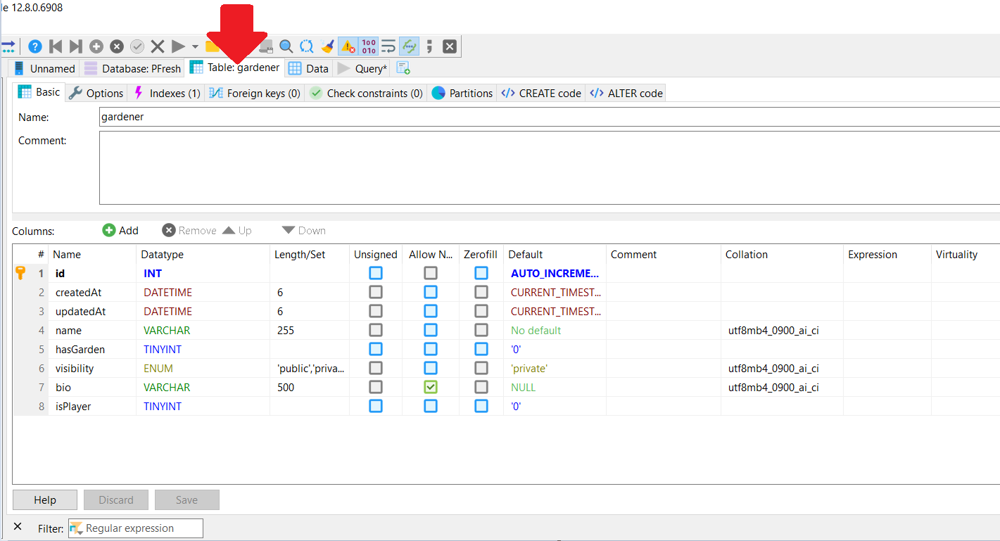 le 12.8.0.6908
Unnamed Database: PFresh Table: gardener Data Query*
Basic Options Indexes (1) Foreign keys (0) Check constraints (0) Partitions CREATE code ALTER code
Name: gardener
Comment:
Columns: Add Remove Up Down
# Name Datatype Length/Set Unsigned Allow N... Zerofill Default Comment Collation Expression Virtuality
1 id INT AUTO_INCREME...
2 createdAt DATETIME 6 CURRENT_TIMEST...
3 updatedAt DATETIME 6 CURRENT_TIMEST...
4 name VARCHAR 255 No default utf8mb4_0900_ai_ci
5 hasGarden TINYINT '0'
6 visibility ENUM 'public','priva... 'private' utf8mb4_0900_ai_ci
7 bio VARCHAR 500 NULL utf8mb4_0900_ai_ci
8 isPlayer TINYINT '0'
Help Discard Save
Filter: Regular expression